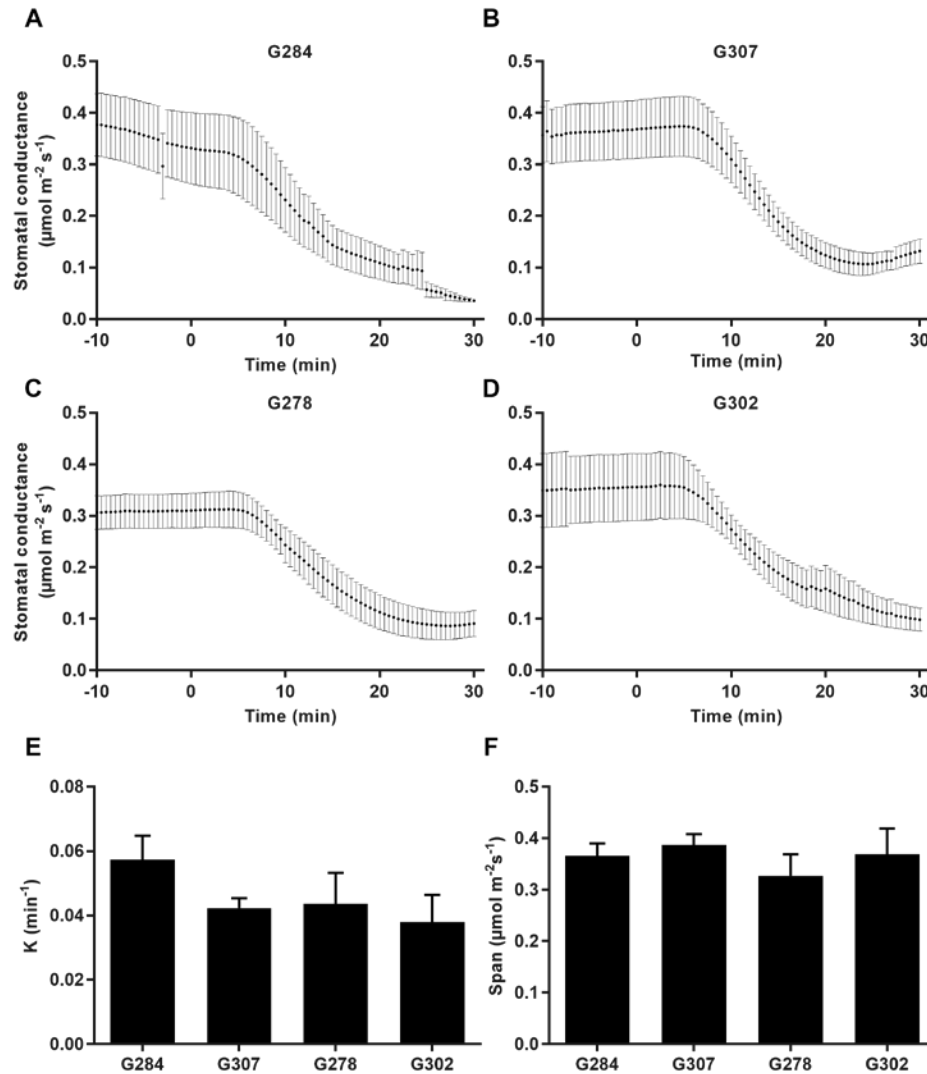 A
G284
Stomatal conductance
(µmol m⁻² s⁻¹)
0.5
0.4
0.3
0.2
0.1
0.0
-10
0
10
20
30
Time (min)
B
G307
0.5
0.4
0.3
0.2
0.1
0.0
-10
0
10
20
30
Time (min)
C
G278
Stomatal conductance
(µmol m⁻² s⁻¹)
0.5
0.4
0.3
0.2
0.1
0.0
-10
0
10
20
30
Time (min)
D
G302
0.5
0.4
0.3
0.2
0.1
0.0
-10
0
10
20
30
Time (min)
E
K (min⁻¹)
0.08
0.06
0.04
0.02
0.00
G284
G307
G278
G302
F
Span (µmol m⁻²s⁻¹)
0.5
0.4
0.3
0.2
0.1
0.0
G284
G307
G278
G302